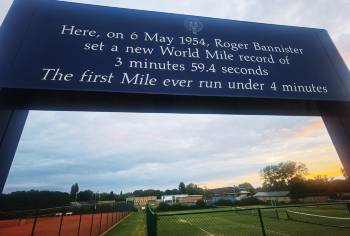 Here, on 6 May 1954, Roger Bannister
set a new World Mile record of
3 minutes 59.4 seconds
The first Mile ever run under 4 minutes